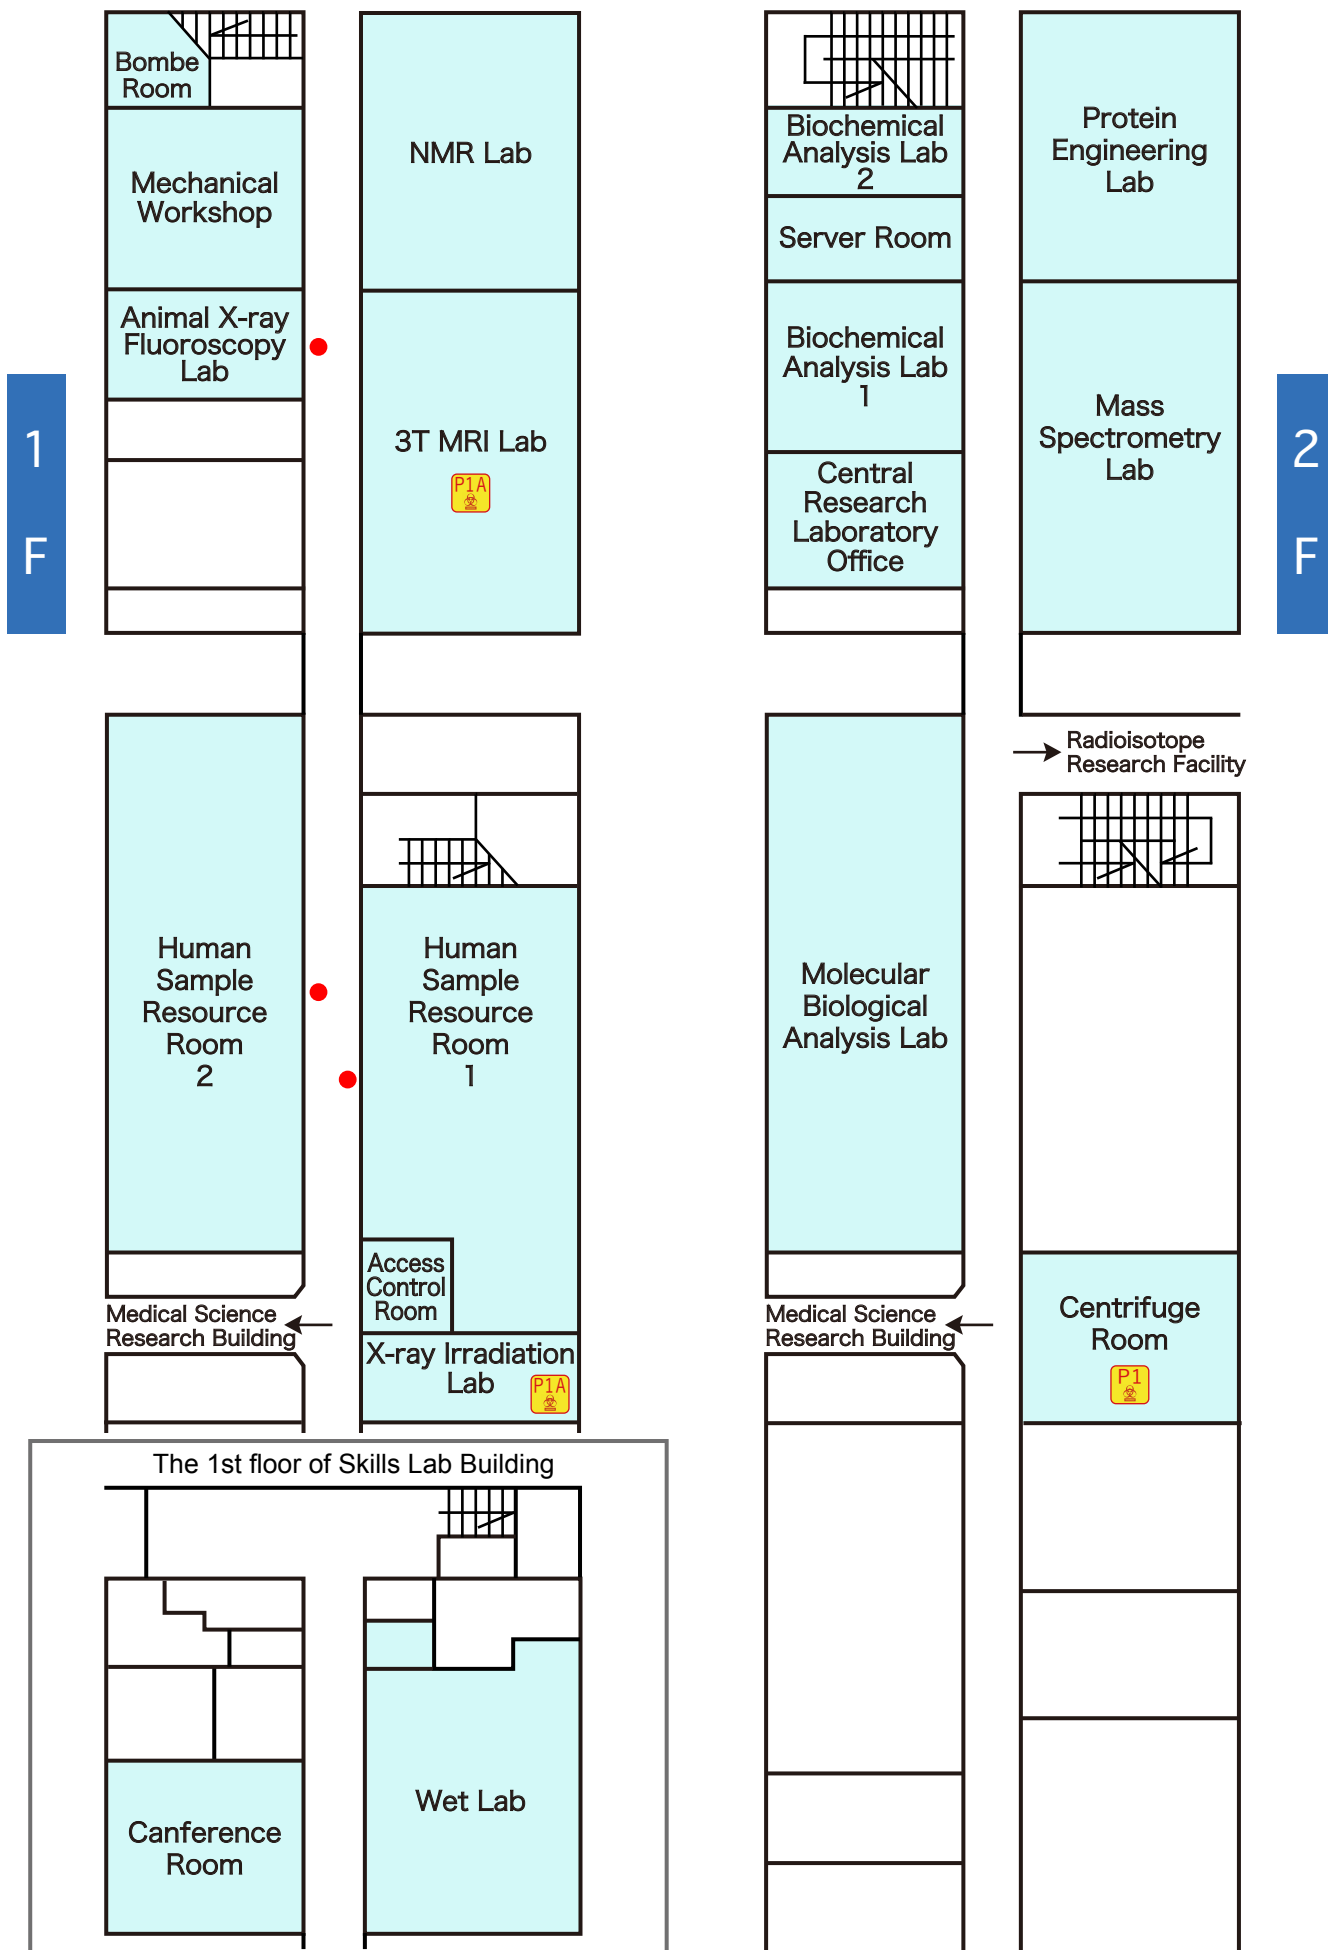 Bombe
Room
Mechanical
Workshop
Animal X-ray
Fluoroscopy
Lab
NMR Lab
3T MRI Lab
P1A
1
F
Human
Sample
Resource
Room
2
Human
Sample
Resource
Room
1
Access
Control
Room
Medical Science
Research Building
X-ray Irradiation
Lab
P1A
The 1st floor of Skills Lab Building
Canference
Room
Wet Lab
Biochemical
Analysis Lab
2
Server Room
Biochemical
Analysis Lab
1
Central
Research
Laboratory
Office
Protein
Engineering
Lab
Mass
Spectrometry
Lab
2
F
Radioisotope
Research Facility
Molecular
Biological
Analysis Lab
Medical Science
Research Building
Centrifuge
Room
P1